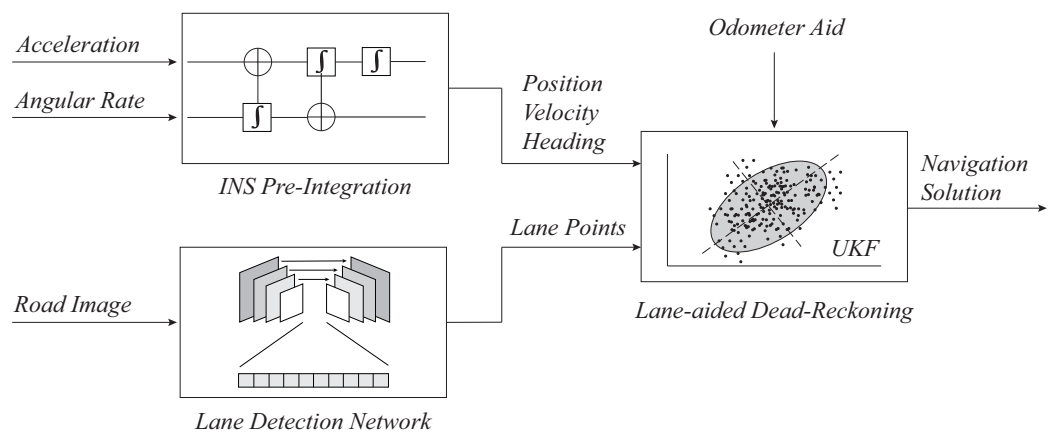 Acceleration
Angular Rate
∫
∫
∫
INS Pre-Integration
Position
Velocity
Heading
Odometer Aid
Navigation
Solution
UKF
Lane-aided Dead-Reckoning
Lane Points
Road Image
Lane Detection Network